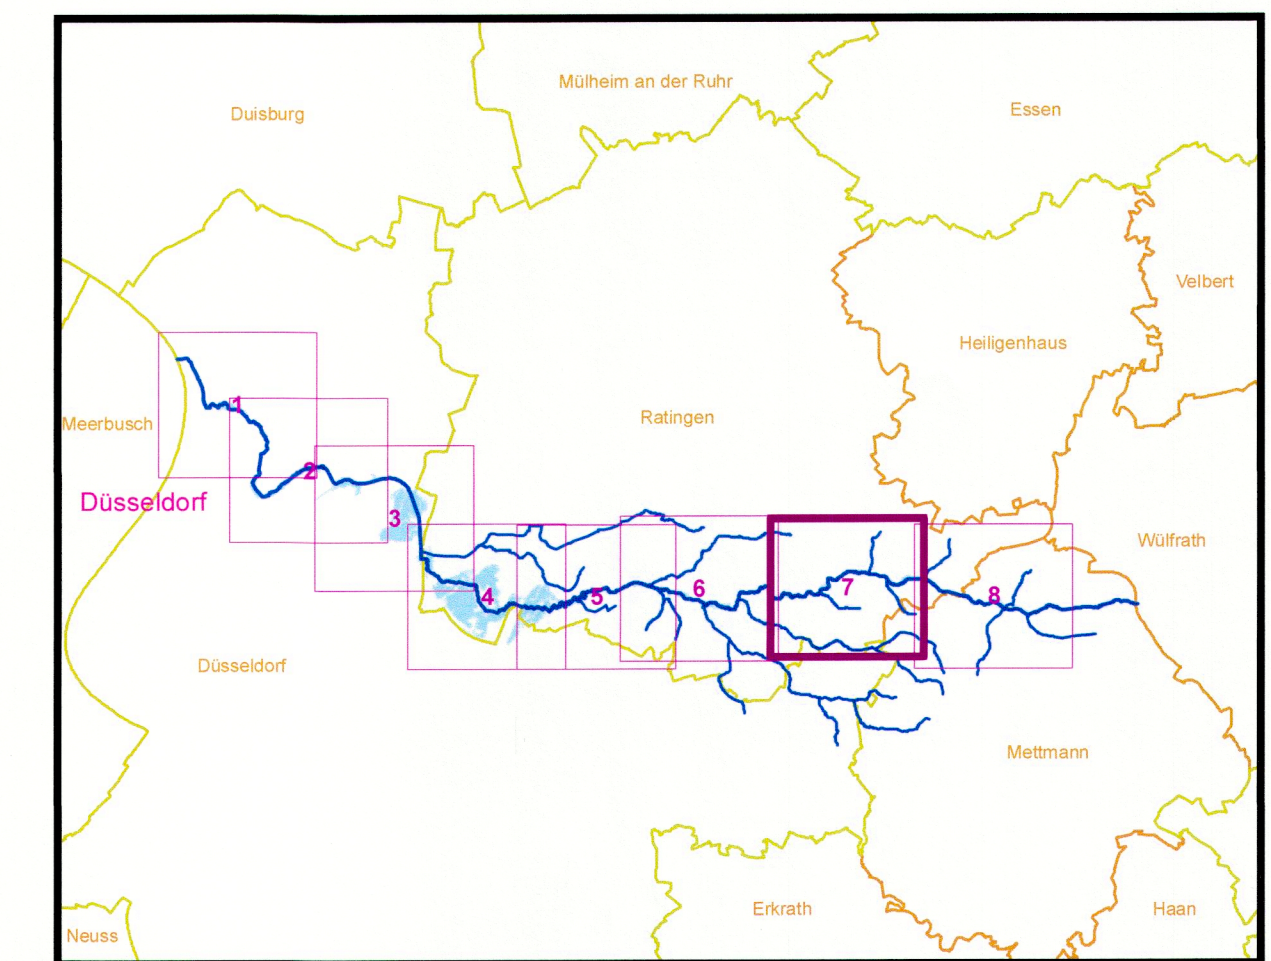 Mülheim an der Ruhr
Duisburg
Essen
Velbert
Heiligenhaus
Meerbusch
1
Ratingen
2
Düsseldorf
3
Wülfrath
4
5
6
7
8
Düsseldorf
Mettmann
Erkrath
Haan
Neuss